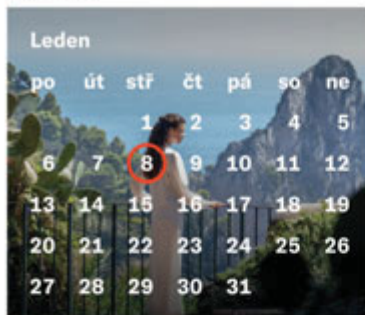 Leden
po út stř čt pá so ne
1 2 3 4 5
6 7 8 9 10 11 12
13 14 15 16 17 18 19
20 21 22 23 24 25 26
27 28 29 30 31